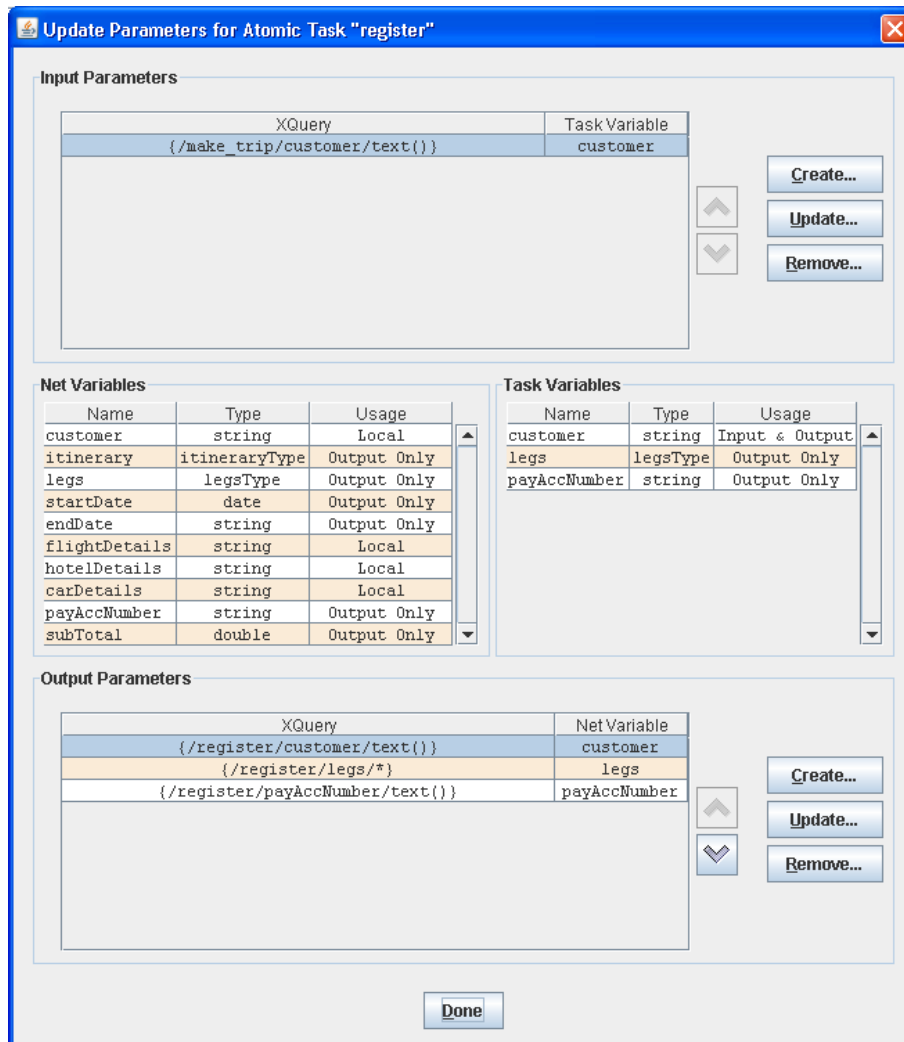 Update Parameters for Atomic Task "register"
Input Parameters
XQuery Task Variable
{/make_trip/customer/text()} customer
Create...
Update...
Remove...
Net Variables
Name Type Usage
customer string Local
itinerary itineraryType Output Only
legs legsType Output Only
startDate date Output Only
endDate string Output Only
flightDetails string Local
hotelDetails string Local
carDetails string Local
payAccNumber string Output Only
subTotal double Output Only
Task Variables
Name Type Usage
customer string Input & Output
legs legsType Output Only
payAccNumber string Output Only
Output Parameters
XQuery Net Variable
{/register/customer/text()} customer
{/register/legs/*} legs
{/register/payAccNumber/text()} payAccNumber
Create...
Update...
Remove...
Done